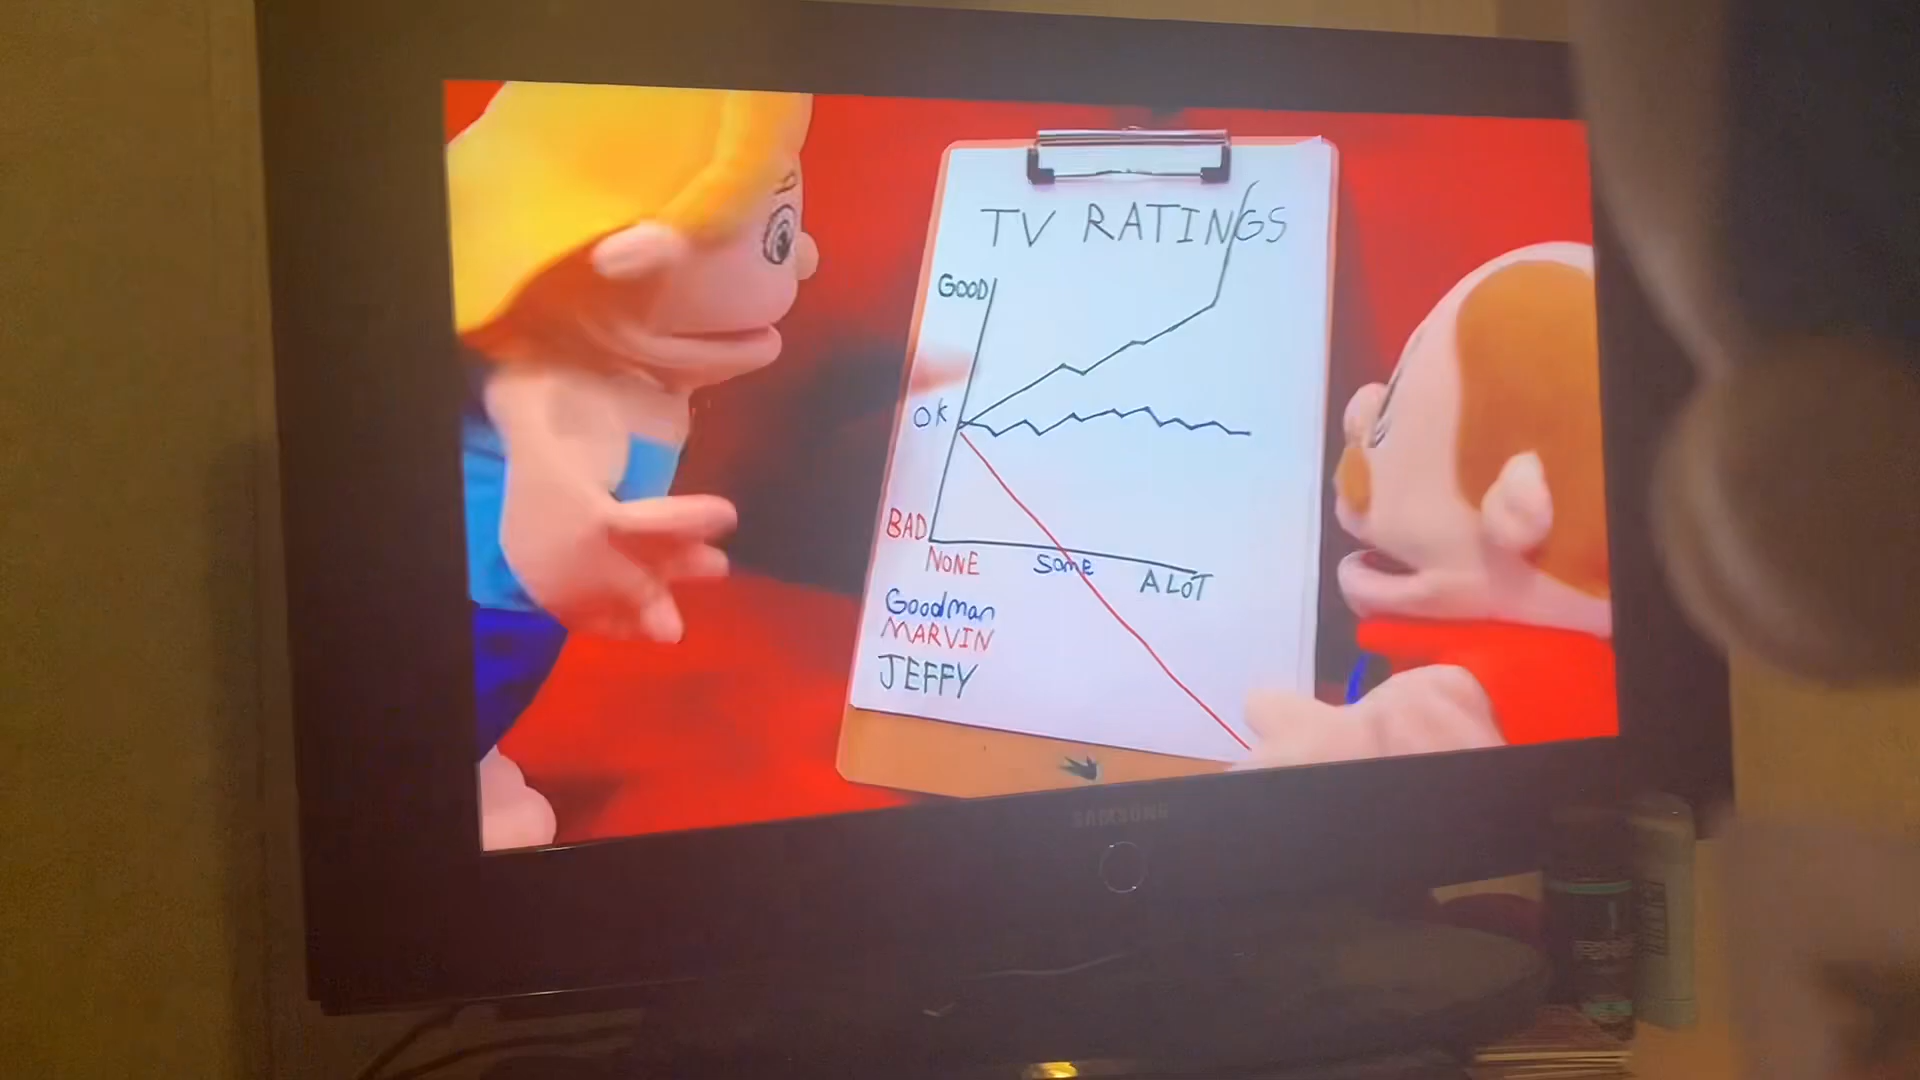 TV RATINGS
GOOD
OK
BAD
NONE SOME A LOT
Goodman
MARVIN
JEFFY
SAMSUNG